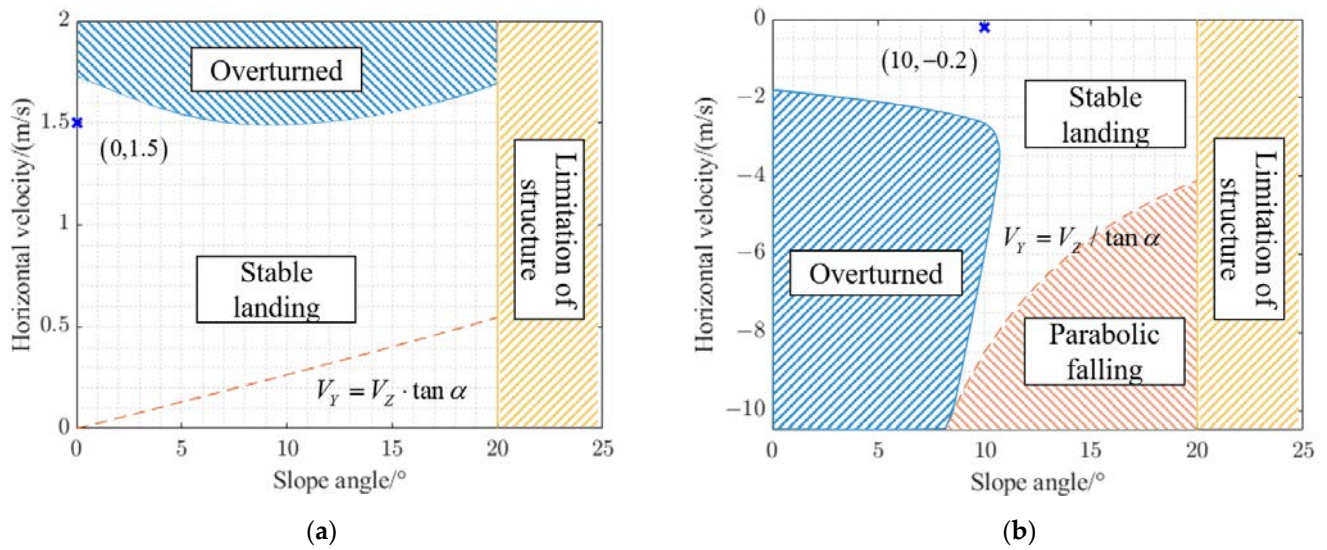 2
1.5
1
0.5
0
Horizontal velocity/(m/s)
Overturned
(0,1.5)
Stable
landing
V_Y = V_Z · tan α
Limitation of
structure
0 5 10 15 20 25
Slope angle/°
(a)
0
−2
−4
−6
−8
−10
Horizontal velocity/(m/s)
(10,−0.2)
Stable
landing
V_Y = V_Z / tan α
Overturned
Parabolic
falling
Limitation of
structure
0 5 10 15 20 25
Slope angle/°
(b)